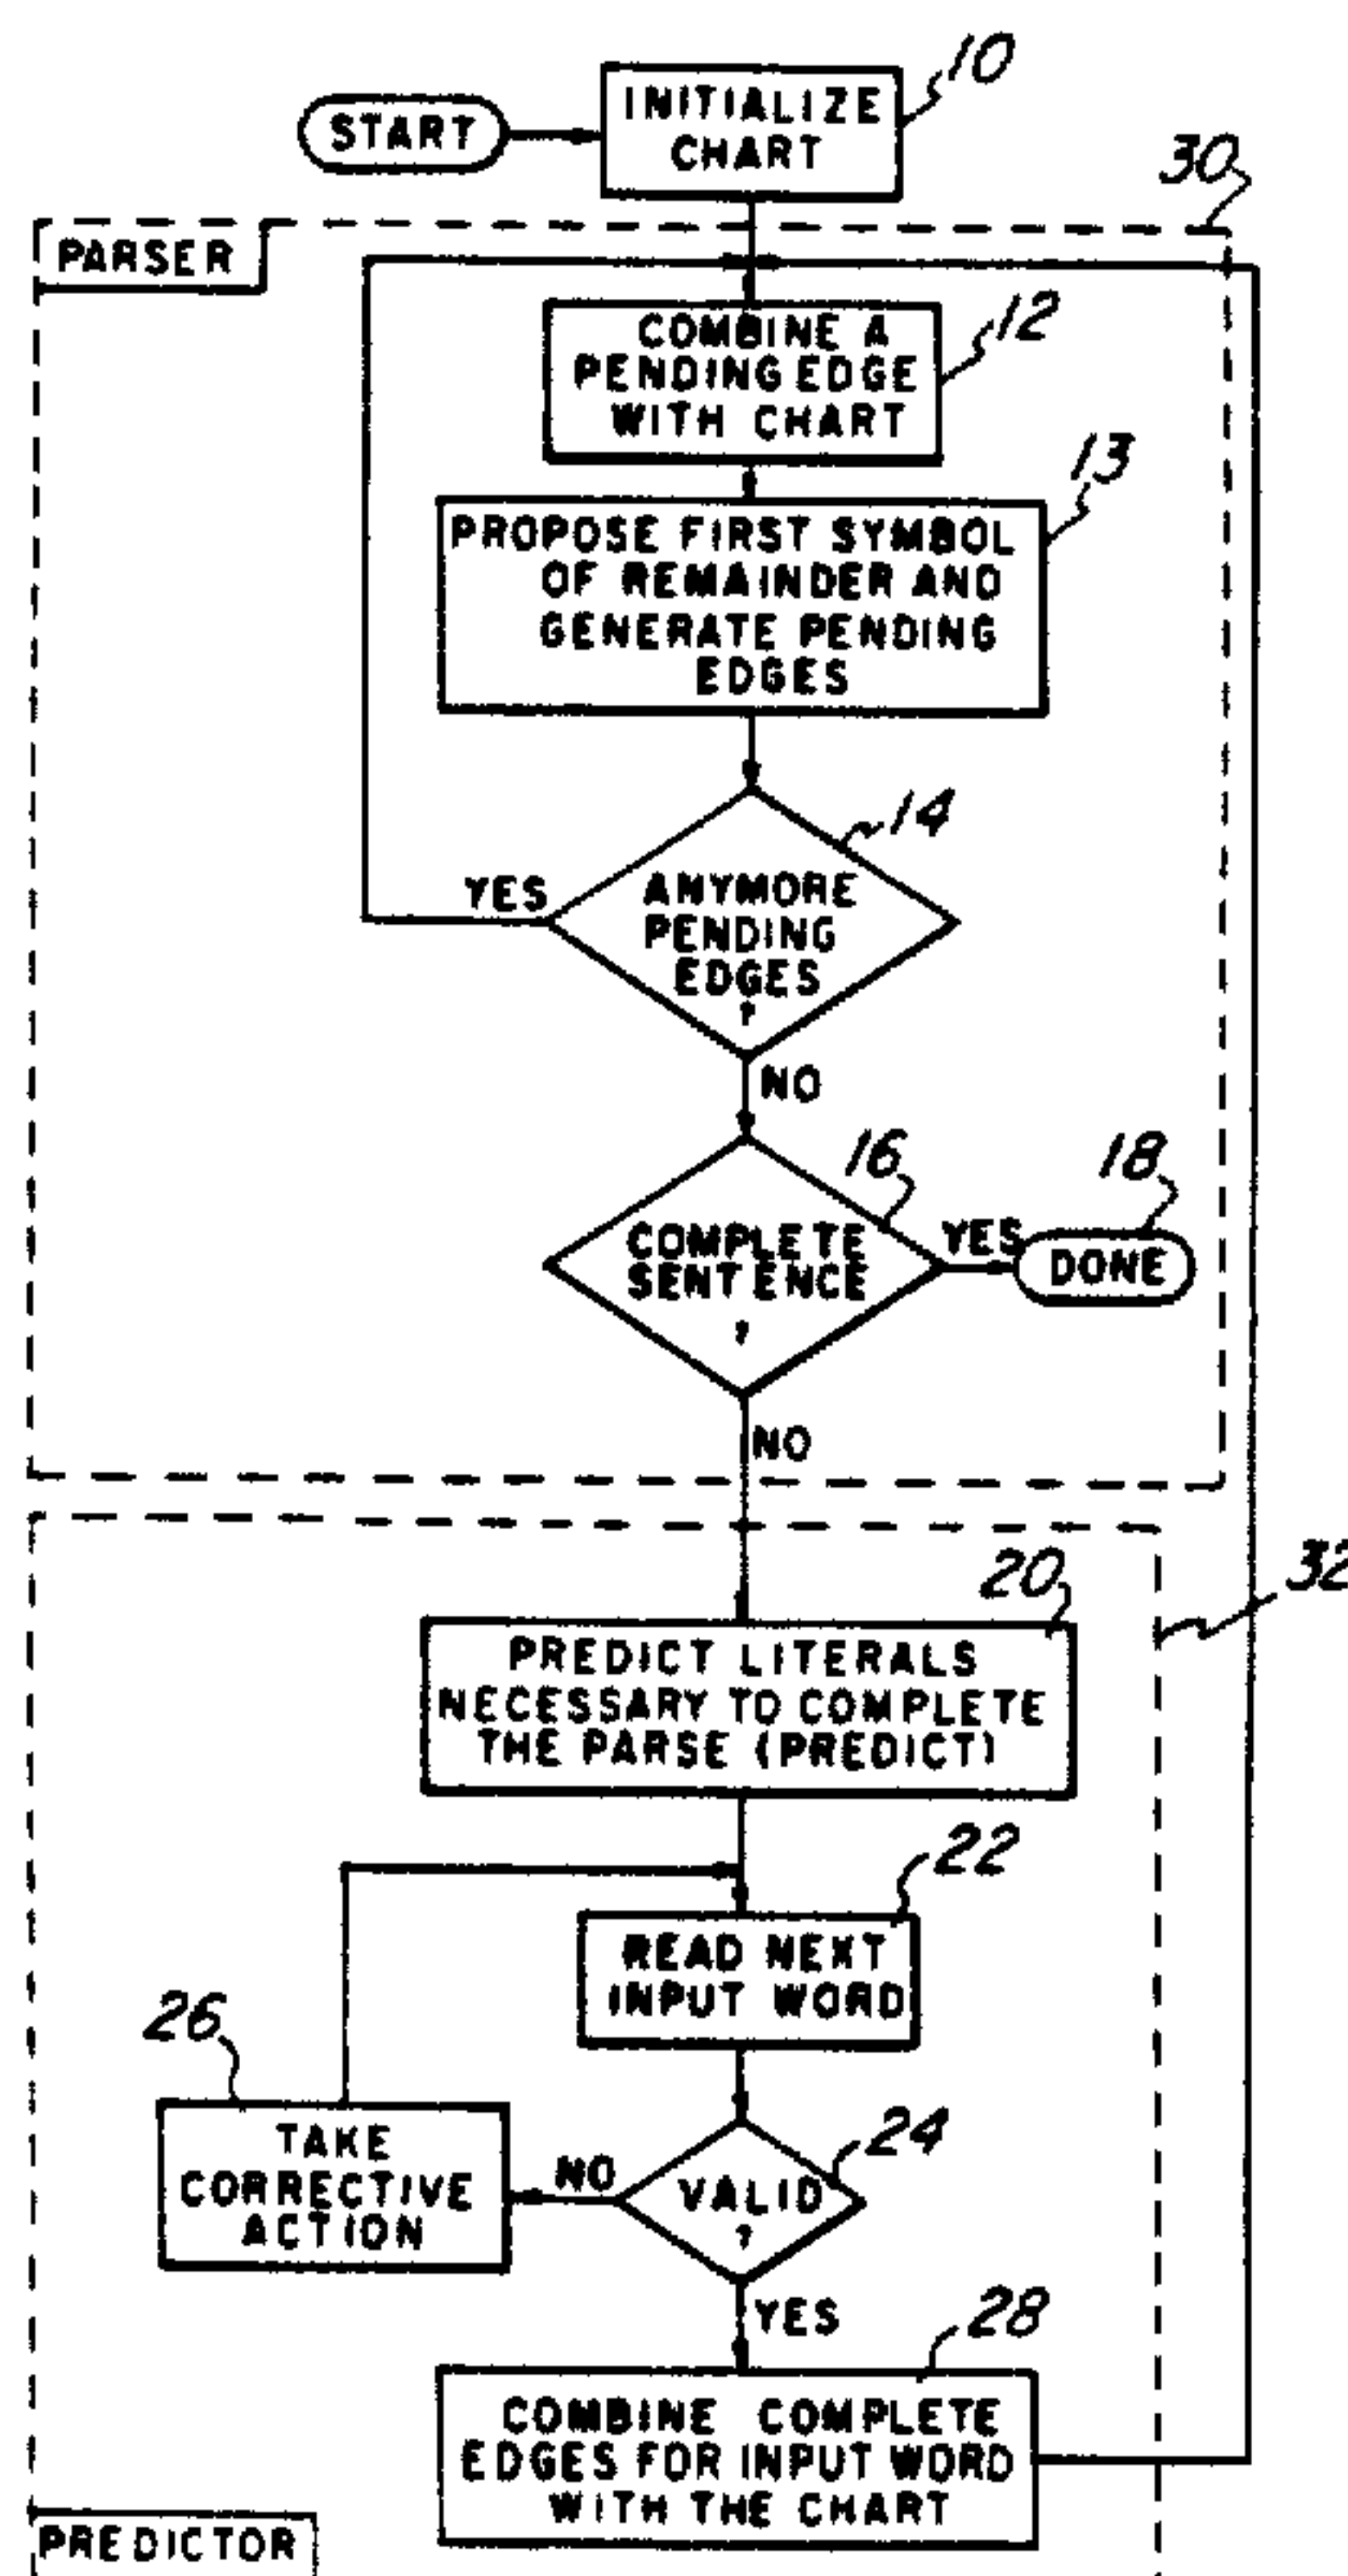 START
INITIALIZE
CHART
10
30
PARSER
COMBINE A
PENDING EDGE
WITH CHART
12
PROPOSE FIRST SYMBOL
OF REMAINDER AND
GENERATE PENDING
EDGES
13
14
YES
ANYMORE
PENDING
EDGES
?
NO
16
18
COMPLETE
SENTENCE
?
YES
DONE
NO
32
20
PREDICT LITERALS
NECESSARY TO COMPLETE
THE PARSE (PREDICT)
22
READ NEXT
INPUT WORD
26
TAKE
CORRECTIVE
ACTION
NO
24
VALID
?
YES
28
COMBINE COMPLETE
EDGES FOR INPUT WORD
WITH THE CHART
PREDICTOR